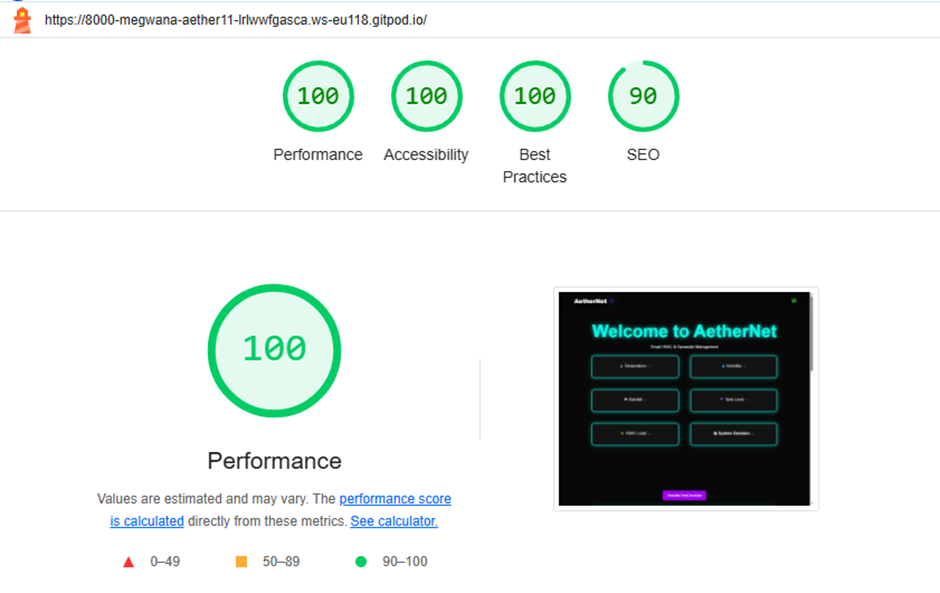 https://8000-megwana-aether11-lrlwwfgasca.ws-eu118.gitpod.io/
100
100
100
90
Performance
Accessibility
Best
Practices
SEO
100
Performance
Values are estimated and may vary. The performance score
is calculated directly from these metrics. See calculator.
0–49
50–89
90–100
AetherNet
Welcome to AetherNet
Smart HVAC & Rainwater Management
Temperature:
Humidity:
Rainfall:
Tank Level:
HVAC Load:
System Decision: